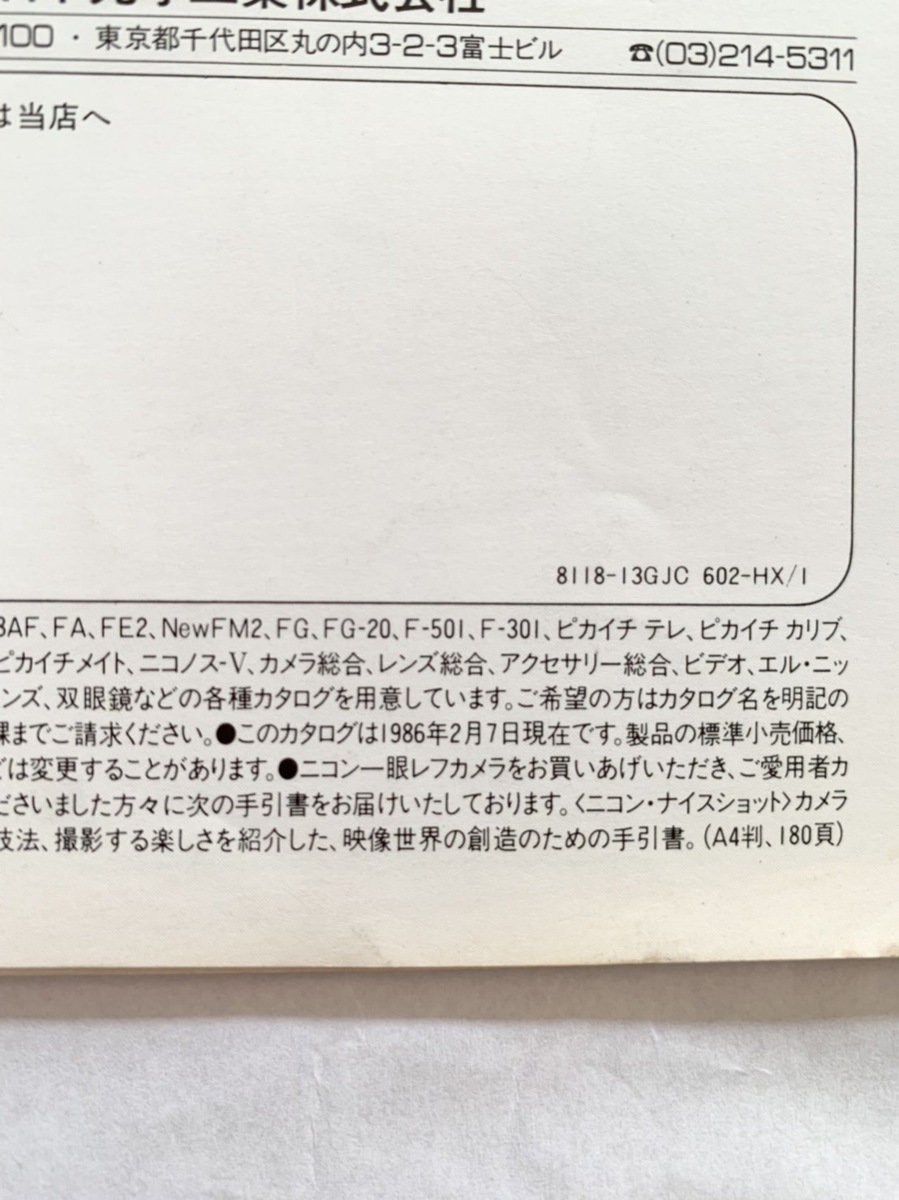 工業株式会社
100・東京都千代田区丸の内3-2-3富士ビル ☎(03)214-5311
は当店へ
8118-13GJC 602-HX/1
3AF、FA、FE2、NewFM2、FG、FG-20、F-501、F-301、ピカイチ テレ、ピカイチ カリブ、
ピカイチメイト、ニコノス-V、カメラ総合、レンズ総合、アクセサリー総合、ビデオ、エル・ニッ
ンズ、双眼鏡などの各種カタログを用意しています。ご希望の方はカタログ名を明記の
課までご請求ください。●このカタログは1986年2月7日現在です。製品の標準小売価格、
どは変更することがあります。●ニコン一眼レフカメラをお買いあげいただき、ご愛用者カ
ださいました方々に次の手引書をお届けいたしております。〈ニコン・ナイスショット〉カメラ
技法、撮影する楽しさを紹介した、映像世界の創造のための手引書。(A4判、180頁)